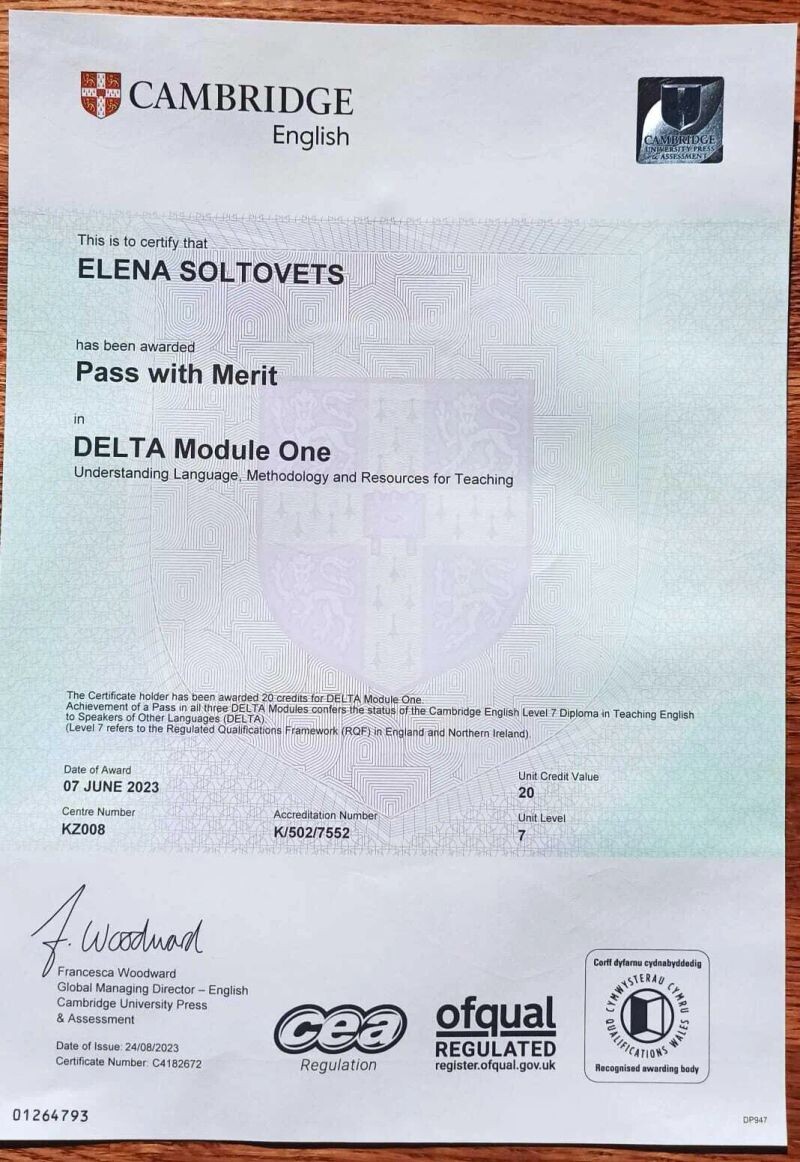 CAMBRIDGE
English
CAMBRIDGE
UNIVERSITY PRESS
& ASSESSMENT
This is to certify that
ELENA SOLTOVETS
has been awarded
Pass with Merit
in
DELTA Module One
Understanding Language, Methodology and Resources for Teaching
The Certificate holder has been awarded 20 credits for DELTA Module One.
Achievement of a Pass in all three DELTA Modules confers the status of the Cambridge English Level 7 Diploma in Teaching English
to Speakers of Other Languages (DELTA).
(Level 7 refers to the Regulated Qualifications Framework (RQF) in England and Northern Ireland).
Date of Award
07 JUNE 2023
Unit Credit Value
20
Centre Number
KZ008
Accreditation Number
K/502/7552
Unit Level
7
F. Woodward
Francesca Woodward
Global Managing Director – English
Cambridge University Press
& Assessment
Date of Issue: 24/08/2023
Certificate Number: C4182672
cea
Regulation
ofqual
REGULATED
register.ofqual.gov.uk
Corff dyfarnu cydnabyddedig
CYMWYSTERAU CYMRU
QUALIFICATIONS WALES
Recognised awarding body
01264793
DP947